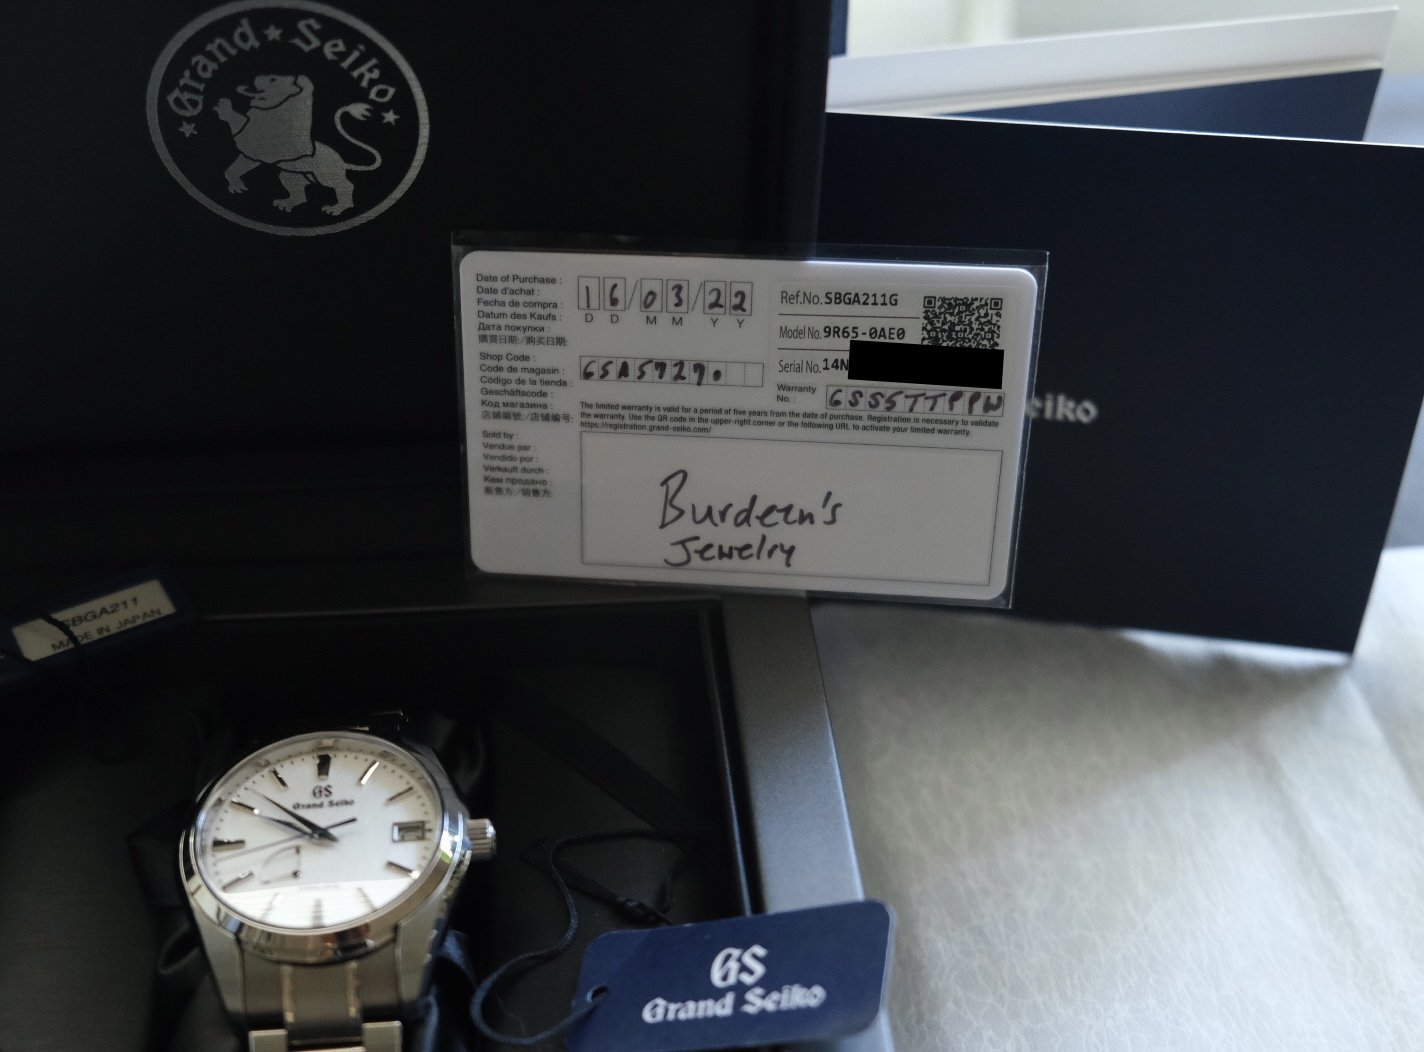 Grand ★ Seiko
Date of Purchase :
Date d'achat :
Fecha de compra :
Datum des Kaufs :
Дата покупки :
購買日期:/购买日期:
16/03/22
D D M M Y Y
Ref.No. SBGA211G
Model No. 9R65-0AE0
Serial No. 14N
Warranty
No. :
GSS5TTPPN
Shop Code :
Code de magasin :
Código de la tienda :
Geschäftscode :
Код магазина :
店鋪編號:/店铺编号:
GSA57290
The limited warranty is valid for a period of five years from the date of purchase. Registration is necessary to validate
the warranty. Use the QR code in the upper-right corner or the following URL to activate your limited warranty.
https://registration.grand-seiko.com/
Sold by :
Vendue par :
Vendido por :
Verkauft durch :
Кем продано :
販售方:/销售方:
Burdeen's
Jewelry
eiko
SBGA211
MADE IN JAPAN
GS
Grand Seiko
GS
Grand Seiko